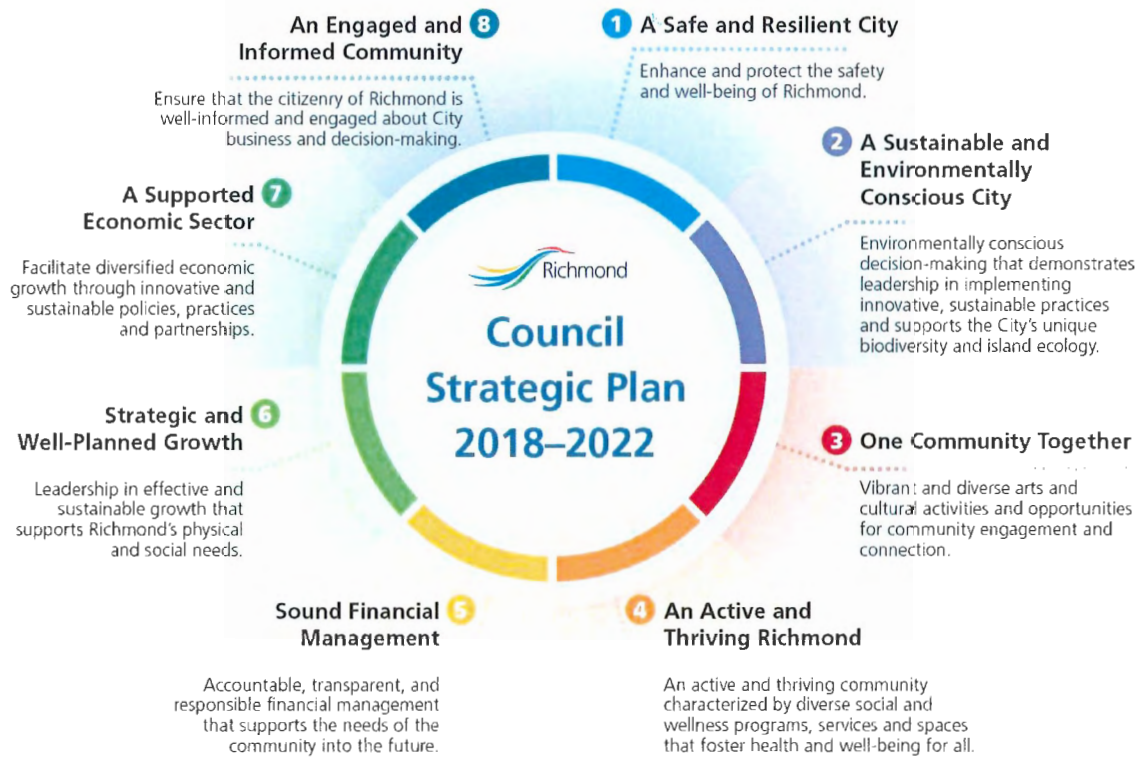 1 A Safe and Resilient City
Enhance and protect the safety
and well-being of Richmond.
2 A Sustainable and
Environmentally
Conscious City
Environmentally conscious
decision-making that demonstrates
leadership in implementing
innovative, sustainable practices
and supports the City's unique
biodiversity and island ecology.
3 One Community Together
Vibrant and diverse arts and
cultural activities and opportunities
for community engagement and
connection.
4 An Active and
Thriving Richmond
An active and thriving community
characterized by diverse social and
wellness programs, services and spaces
that foster health and well-being for all.
Sound Financial 5
Management
Accountable, transparent, and
responsible financial management
that supports the needs of the
community into the future.
Strategic and 6
Well-Planned Growth
Leadership in effective and
sustainable growth that
supports Richmond's physical
and social needs.
A Supported 7
Economic Sector
Facilitate diversified economic
growth through innovative and
sustainable policies, practices
and partnerships.
An Engaged and 8
Informed Community
Ensure that the citizenry of Richmond is
well-informed and engaged about City
business and decision-making.
Richmond
Council
Strategic Plan
2018–2022